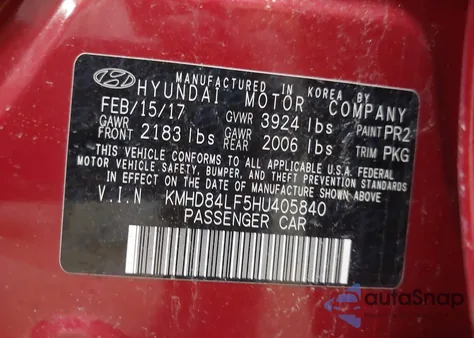 MANUFACTURED IN KOREA BY
HYUNDAI MOTOR COMPANY
FEB/15/17 GVWR 3924 lbs PAINT PR2
GAWR FRONT 2183 lbs GAWR REAR 2006 lbs TRIM PKG
THIS VEHICLE CONFORMS TO ALL APPLICABLE U.S.A. FEDERAL
MOTOR VEHICLE SAFETY, BUMPER, AND THEFT PREVENTION STANDARDS
IN EFFECT ON THE DATE OF MANUFACTURE SHOWN ABOVE.
V.I.N KMHD84LF5HU405840
PASSENGER CAR
autoSnap